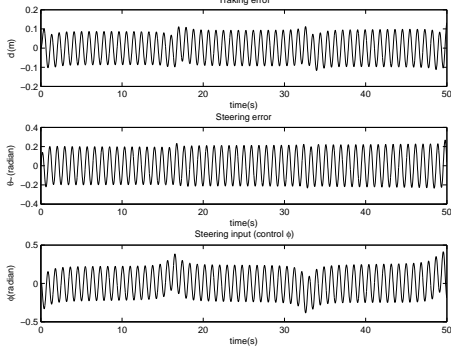 Traking error
0.2
0.1
0
−0.1
−0.2
d (m)
0 10 20 30 40 50
time(s)
Steering error
0.4
0.2
0
−0.2
−0.4
θ~ (radian)
0 10 20 30 40 50
time(s)
Steering input (control ϕ)
0.5
0
−0.5
ϕ(radian)
0 10 20 30 40 50
time(s)